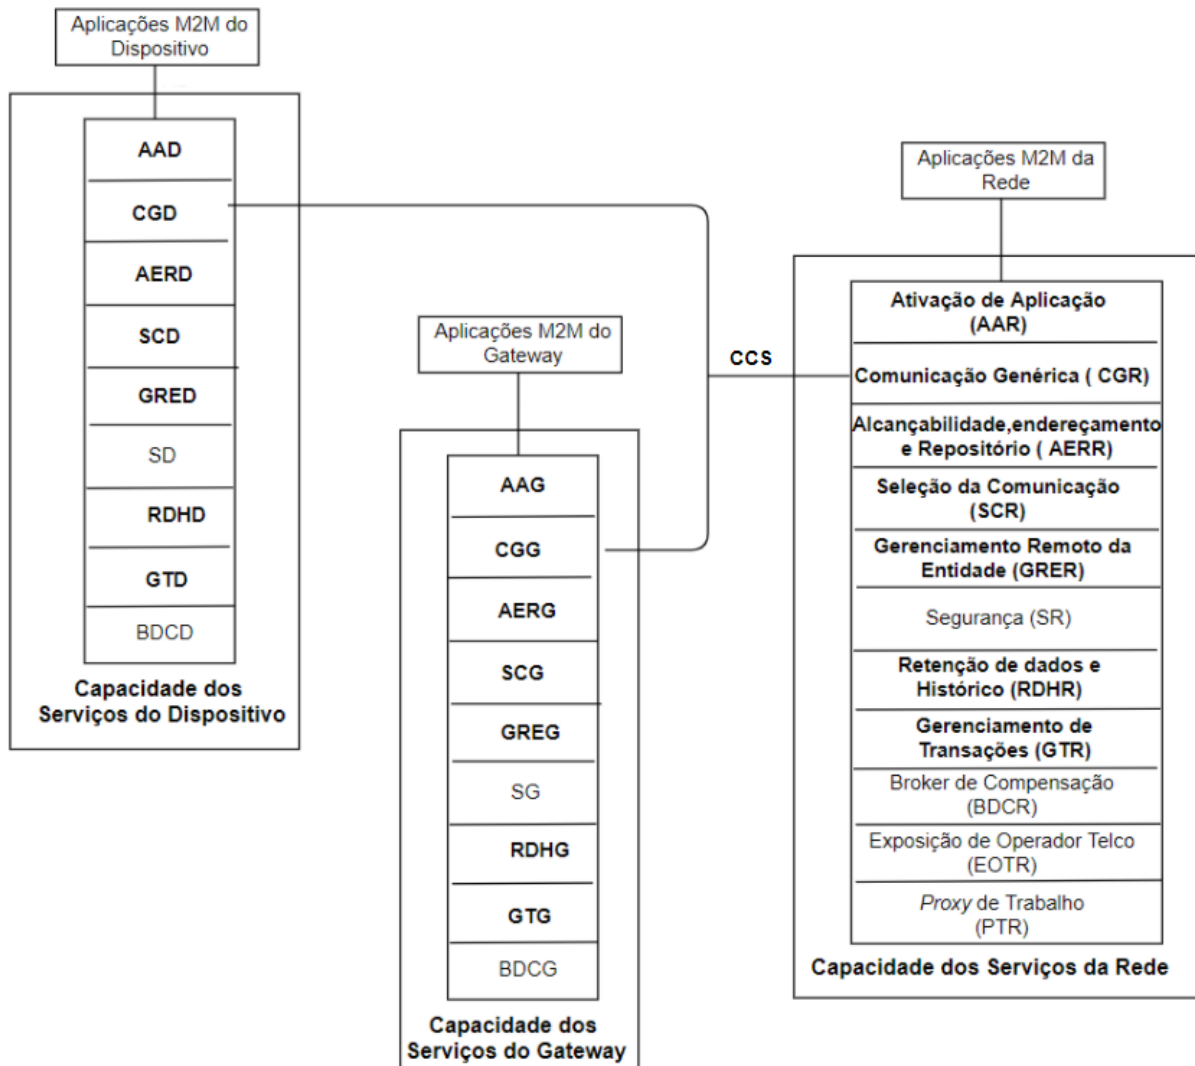 Aplicações M2M do
Dispositivo
AAD
CGD
AERD
SCD
GRED
SD
RDHD
GTD
BDCD
Capacidade dos
Serviços do Dispositivo
Aplicações M2M do
Gateway
AAG
CGG
AERG
SCG
GREG
SG
RDHG
GTG
BDCG
Capacidade dos
Serviços do Gateway
CCS
Aplicações M2M da
Rede
Ativação de Aplicação
(AAR)
Comunicação Genérica ( CGR)
Alcançabilidade,endereçamento
e Repositório ( AERR)
Seleção da Comunicação
(SCR)
Gerenciamento Remoto da
Entidade (GRER)
Segurança (SR)
Retenção de dados e
Histórico (RDHR)
Gerenciamento de
Transações (GTR)
Broker de Compensação
(BDCR)
Exposição de Operador Telco
(EOTR)
Proxy de Trabalho
(PTR)
Capacidade dos Serviços da Rede